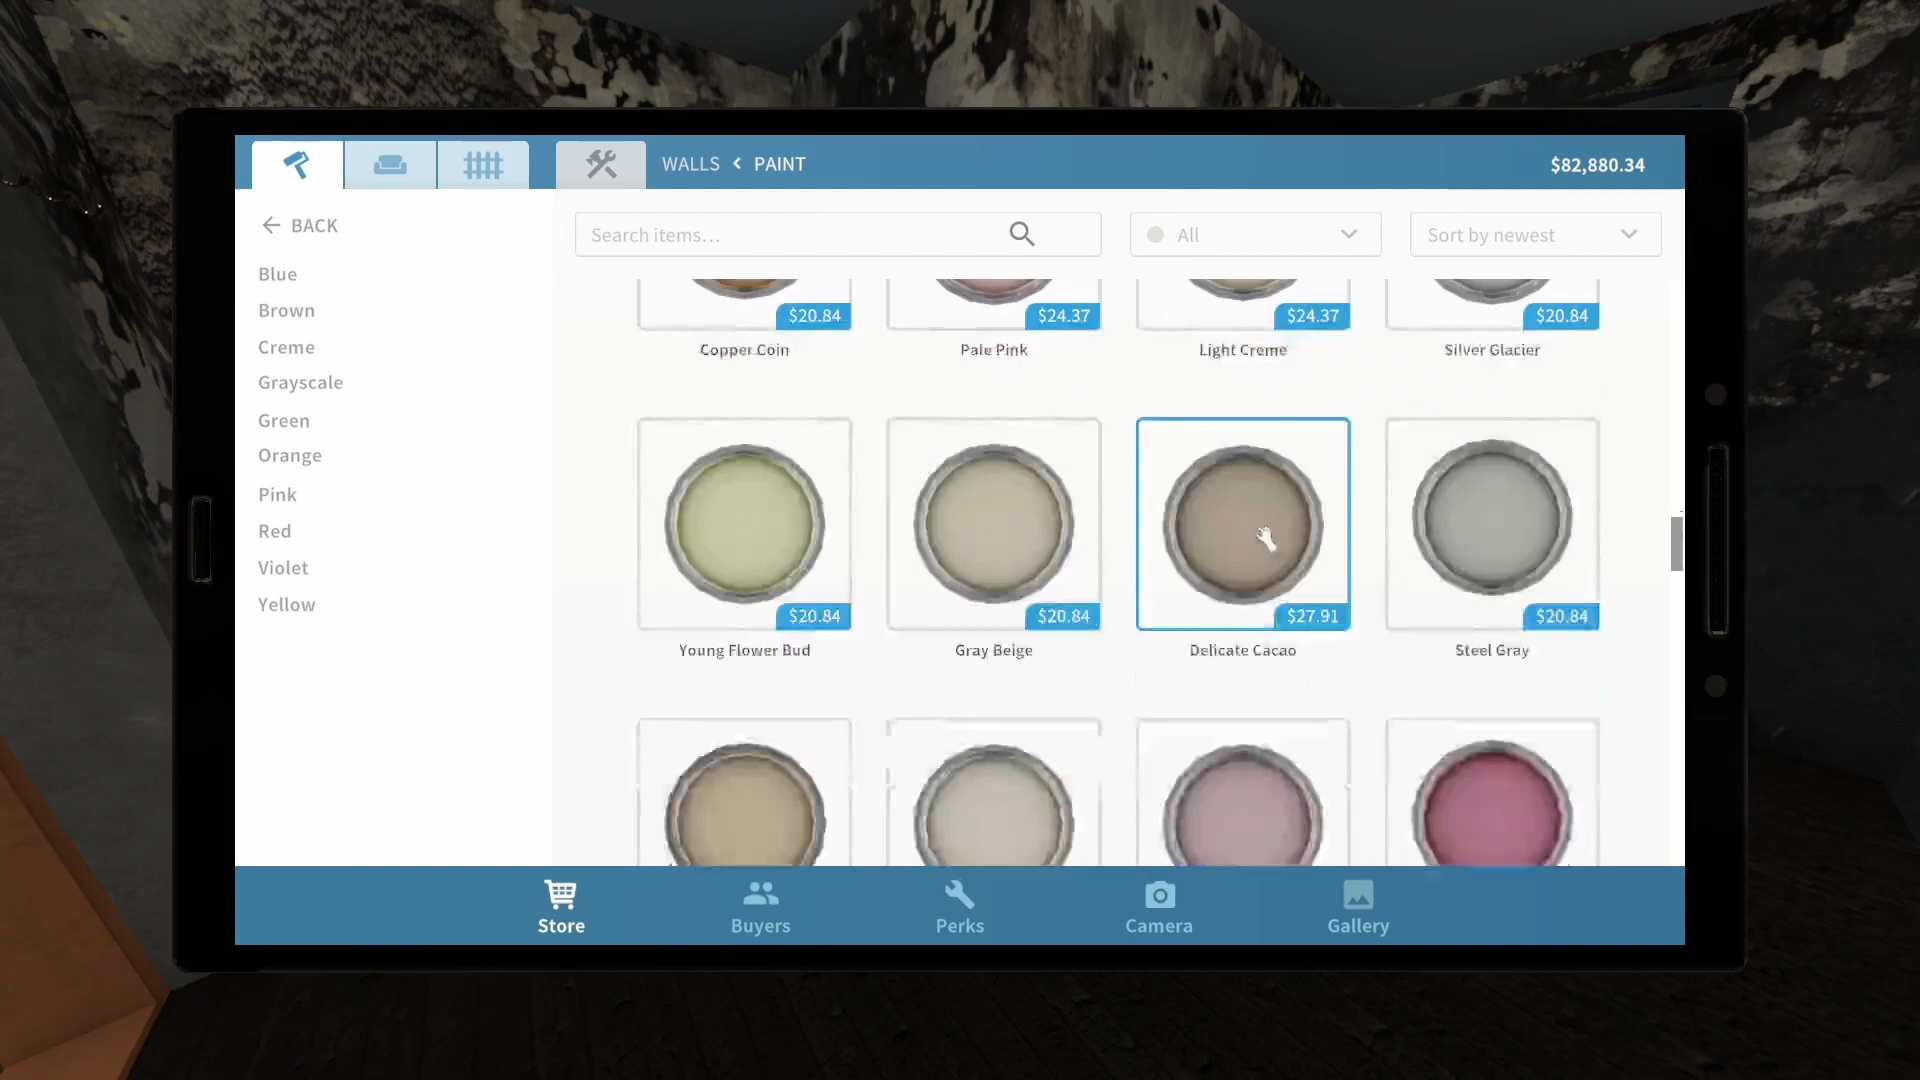 WALLS < PAINT
$82,880.34
BACK
Search items...
All
Sort by newest
Blue
Brown
Creme
Grayscale
Green
Orange
Pink
Red
Violet
Yellow
$20.84
$24.37
$24.37
$20.84
Copper Coin
Pale Pink
Light Creme
Silver Glacier
$20.84
$20.84
$27.91
$20.84
Young Flower Bud
Gray Beige
Delicate Cacao
Steel Gray
Store
Buyers
Perks
Camera
Gallery